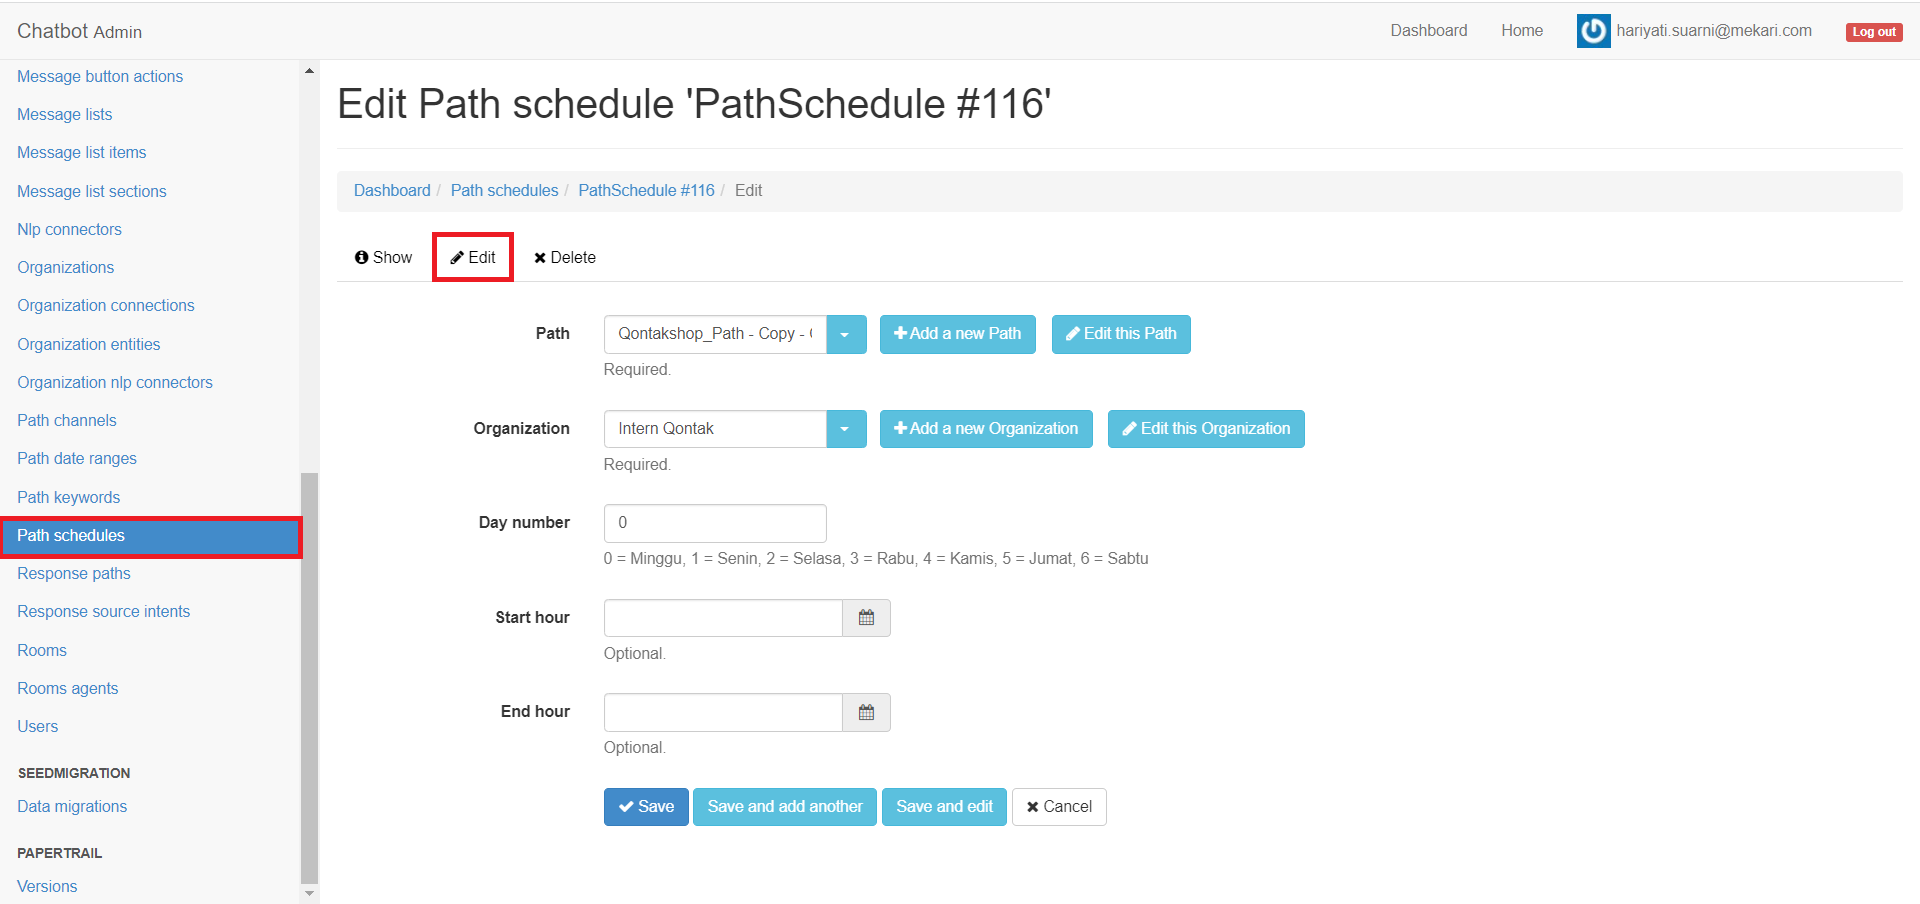 Chatbot Admin
Dashboard
Home
hariyati.suarni@mekari.com
Log out
Message button actions
Message lists
Message list items
Message list sections
Nlp connectors
Organizations
Organization connections
Organization entities
Organization nlp connectors
Path channels
Path date ranges
Path keywords
Path schedules
Response paths
Response source intents
Rooms
Rooms agents
Users
SEEDMIGRATION
Data migrations
PAPERTRAIL
Versions
Edit Path schedule 'PathSchedule #116'
Dashboard / Path schedules / PathSchedule #116 / Edit
Show
Edit
Delete
Path
Qontakshop_Path - Copy -
Add a new Path
Edit this Path
Required.
Organization
Intern Qontak
Add a new Organization
Edit this Organization
Required.
Day number
0
0 = Minggu, 1 = Senin, 2 = Selasa, 3 = Rabu, 4 = Kamis, 5 = Jumat, 6 = Sabtu
Start hour
Optional.
End hour
Optional.
Save
Save and add another
Save and edit
Cancel